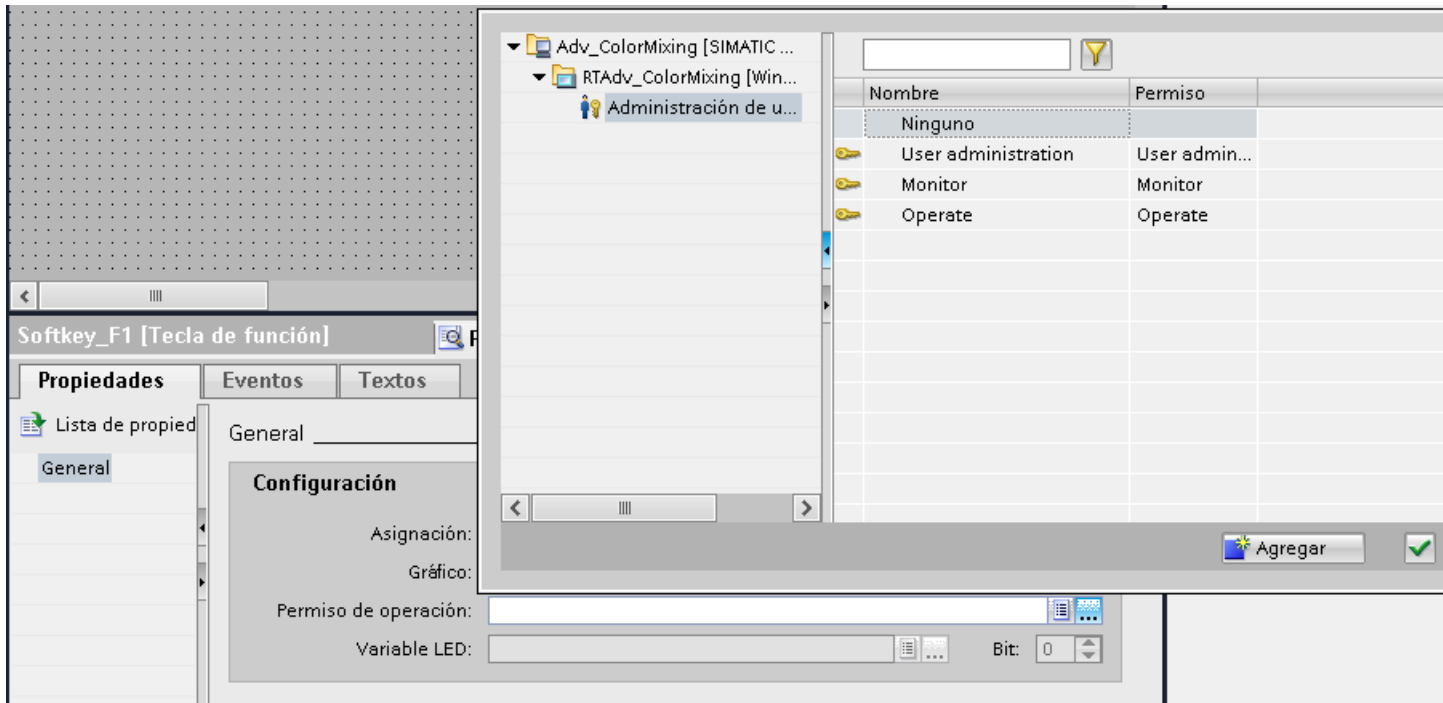 Adv_ColorMixing [SIMATIC ...
RTAdv_ColorMixing [Win...
Administración de u...
Nombre Permiso
Ninguno
User administration User admin...
Monitor Monitor
Operate Operate
Agregar
Softkey_F1 [Tecla de función]
Propiedades Eventos Textos
Lista de propied
General
General
Configuración
Asignación:
Gráfico:
Permiso de operación:
Variable LED: Bit: 0